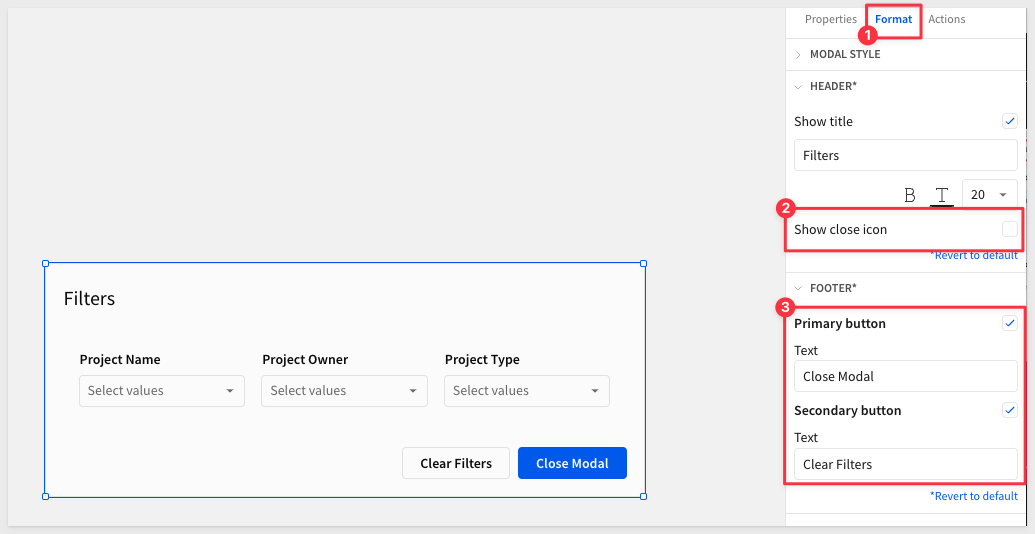 Properties Format Actions
1
MODAL STYLE
HEADER*
Show title
Filters
B T 20
2
Show close icon
*Revert to default
FOOTER*
3
Primary button
Text
Close Modal
Secondary button
Text
Clear Filters
*Revert to default
Filters
Project Name Project Owner Project Type
Select values Select values Select values
Clear Filters Close Modal